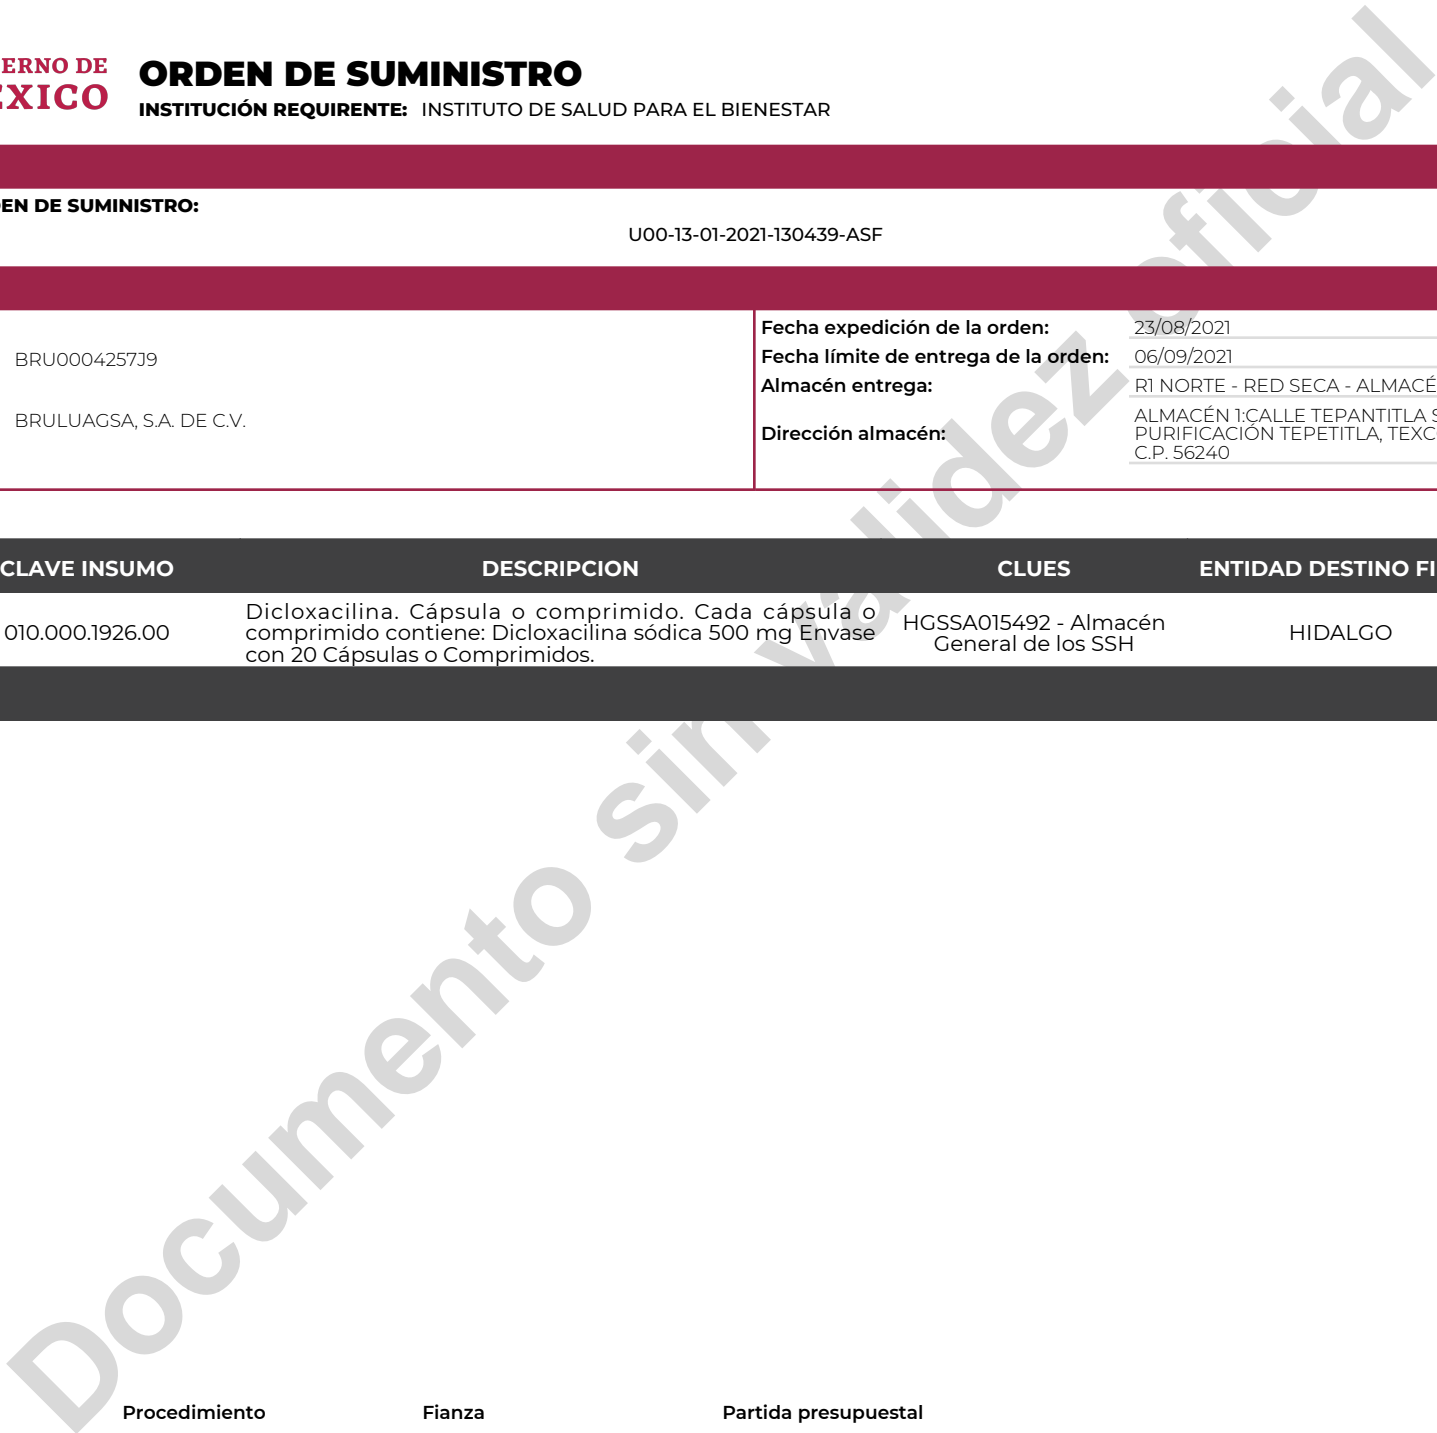 ERNO DE
EXICO
ORDEN DE SUMINISTRO
INSTITUCIÓN REQUIRENTE: INSTITUTO DE SALUD PARA EL BIENESTAR
EN DE SUMINISTRO:
U00-13-01-2021-130439-ASF
BRU0004257J9
BRULUAGSA, S.A. DE C.V.
Fecha expedición de la orden: 23/08/2021
Fecha límite de entrega de la orden: 06/09/2021
Almacén entrega: R1 NORTE - RED SECA - ALMACÉ
Dirección almacén:
ALMACÉN 1:CALLE TEPANTITLA S
PURIFICACIÓN TEPETITLA, TEXC
C.P. 56240
CLAVE INSUMO DESCRIPCION CLUES ENTIDAD DESTINO FI
010.000.1926.00
Dicloxacilina. Cápsula o comprimido. Cada cápsula o
comprimido contiene: Dicloxacilina sódica 500 mg Envase
con 20 Cápsulas o Comprimidos.
HGSSA015492 - Almacén
General de los SSH
HIDALGO
Documento sin validez oficial
Procedimiento Fianza Partida presupuestal